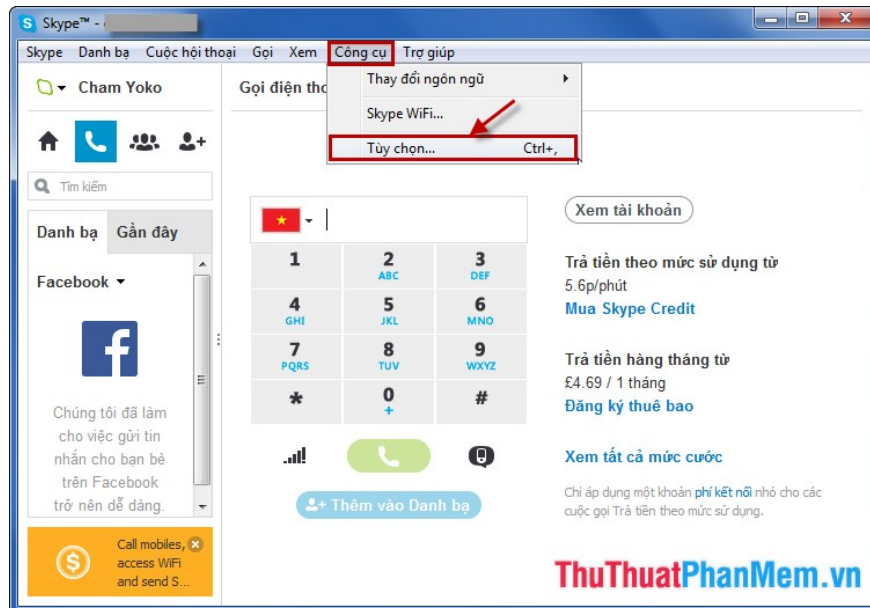 Skype™ -
Skype Danh bạ Cuộc hội thoại Gọi Xem Công cụ Trợ giúp
Thay đổi ngôn ngữ
Skype WiFi...
Tùy chọn... Ctrl+,
Cham Yoko
Gọi điện tho
Tìm kiếm
Danh bạ Gần đây
Facebook
Chúng tôi đã làm
cho việc gửi tin
nhắn cho bạn bè
trên Facebook
trở nên dễ dàng.
Call mobiles,
access WiFi
and send S...
1 2 3
ABC DEF
4 5 6
GHI JKL MNO
7 8 9
PQRS TUV WXYZ
* 0 #
+
Thêm vào Danh bạ
Xem tài khoản
Trả tiền theo mức sử dụng từ
5.6p/phút
Mua Skype Credit
Trả tiền hàng tháng từ
£4.69 / 1 tháng
Đăng ký thuê bao
Xem tất cả mức cước
Chỉ áp dụng một khoản phí kết nối nhỏ cho các
cuộc gọi Trả tiền theo mức sử dụng.
ThuThuatPhanMem.vn